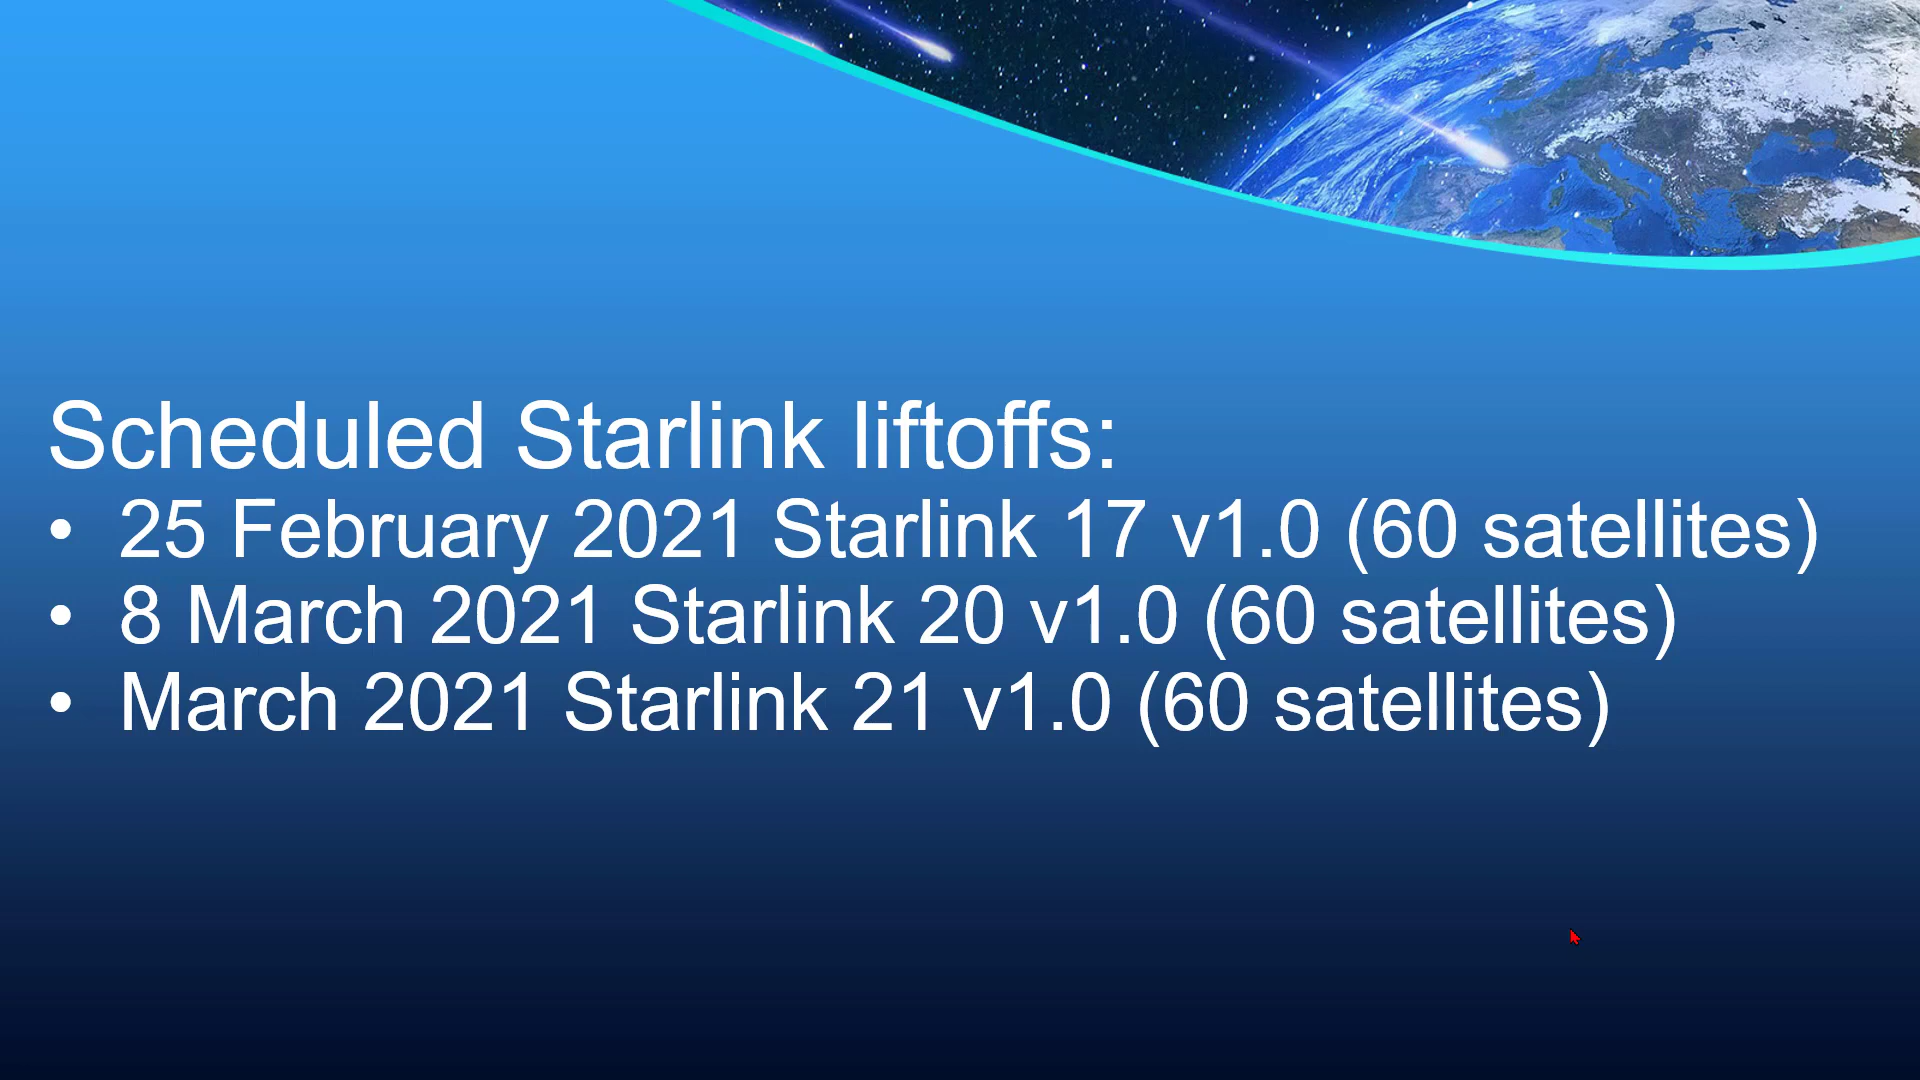 Scheduled Starlink liftoffs:
• 25 February 2021 Starlink 17 v1.0 (60 satellites)
• 8 March 2021 Starlink 20 v1.0 (60 satellites)
• March 2021 Starlink 21 v1.0 (60 satellites)